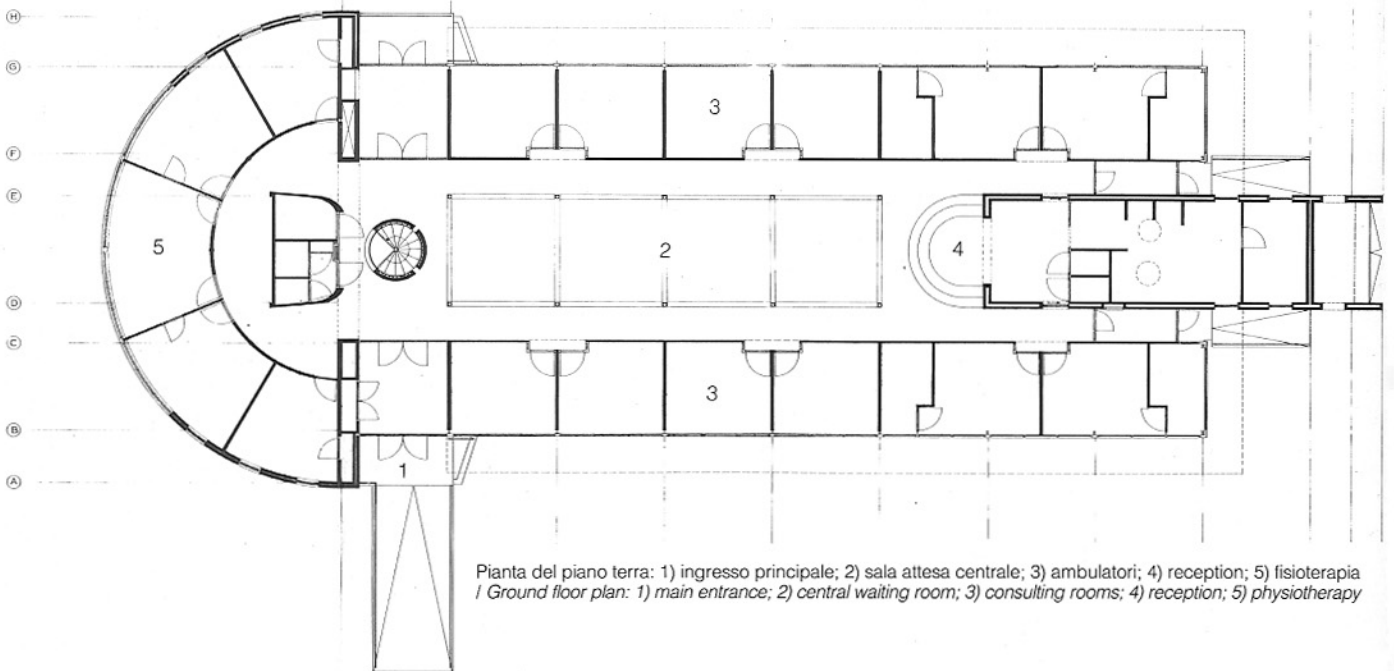 H
G
F
E
D
C
B
A
3
5
2
4
3
1
Pianta del piano terra: 1) ingresso principale; 2) sala attesa centrale; 3) ambulatori; 4) reception; 5) fisioterapia
/ Ground floor plan: 1) main entrance; 2) central waiting room; 3) consulting rooms; 4) reception; 5) physiotherapy